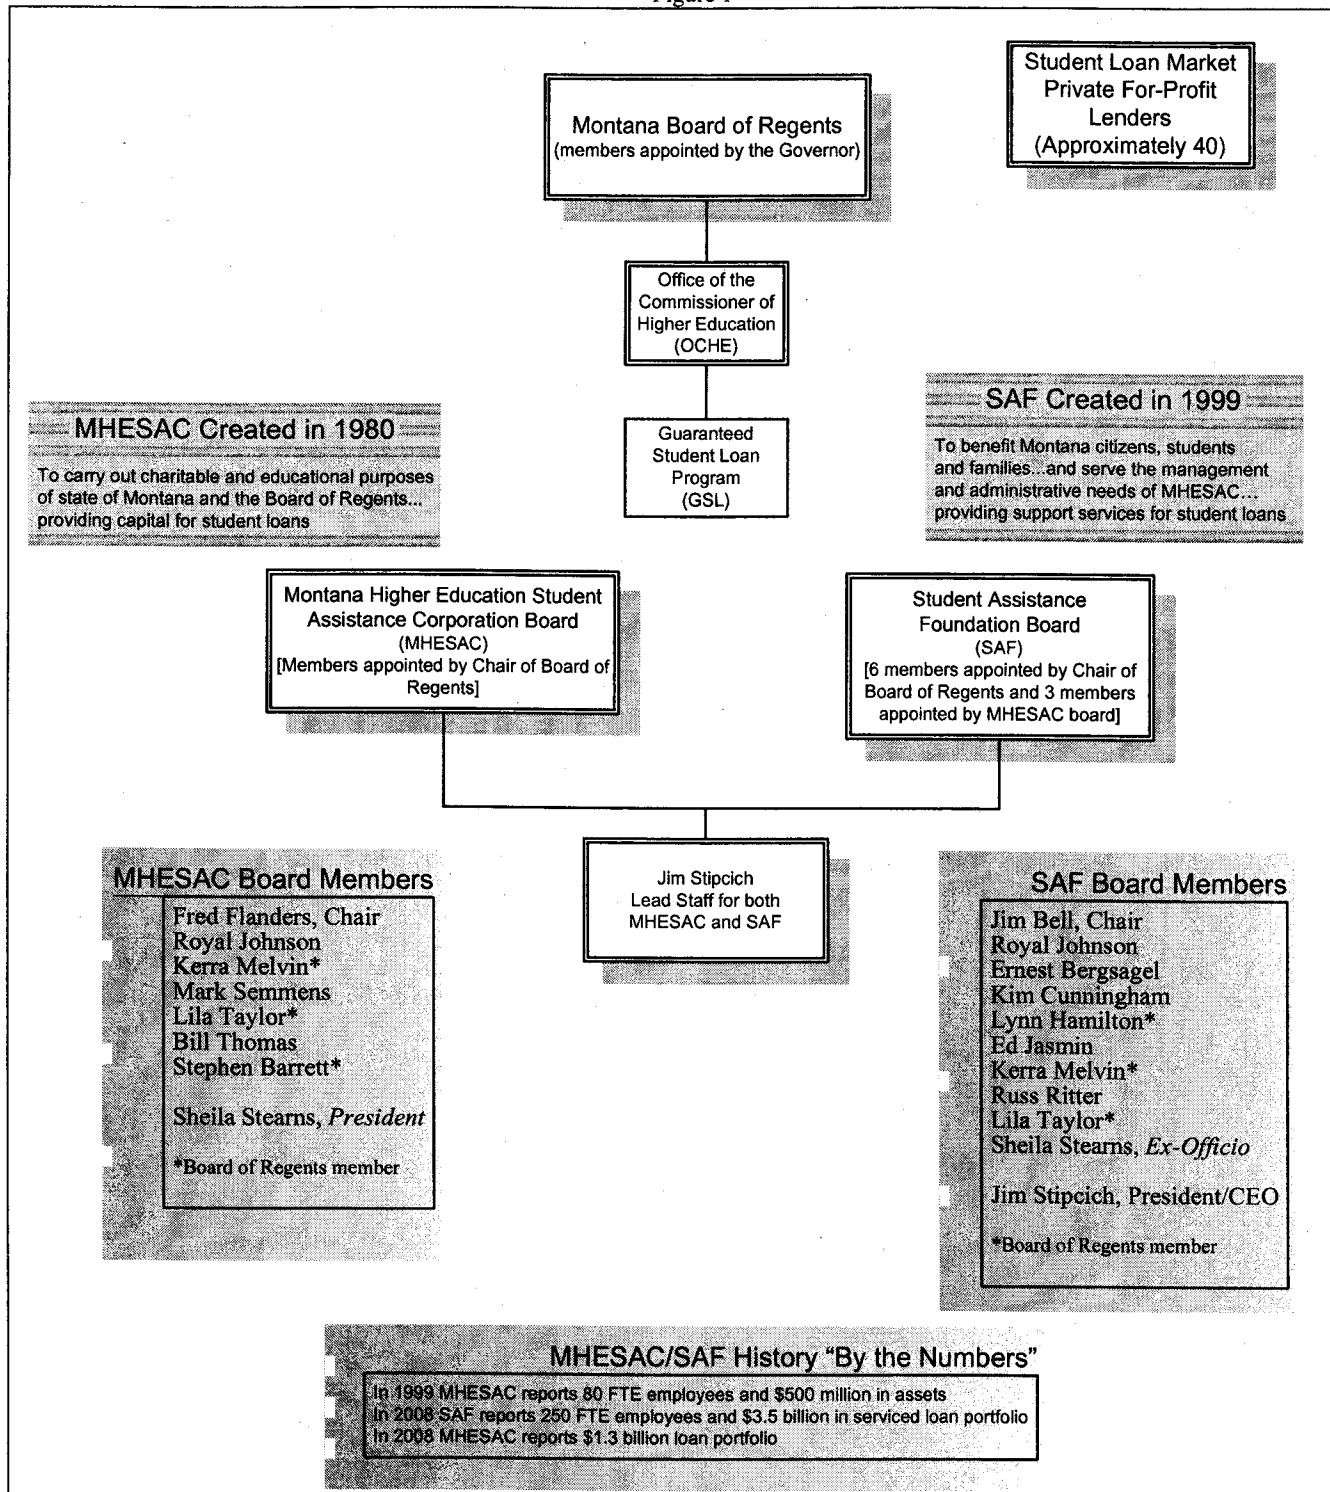 Student Loan Market
Private For-Profit
Lenders
(Approximately 40)
Montana Board of Regents
(members appointed by the Governor)
Office of the
Commissioner of
Higher Education
(OCHE)
MHESAC Created in 1980
To carry out charitable and educational purposes
of state of Montana and the Board of Regents...
providing capital for student loans
Guaranteed
Student Loan
Program
(GSL)
SAF Created in 1999
To benefit Montana citizens, students
and families...and serve the management
and administrative needs of MHESAC...
providing support services for student loans
Montana Higher Education Student
Assistance Corporation Board
(MHESAC)
[Members appointed by Chair of Board of
Regents]
Student Assistance
Foundation Board
(SAF)
[6 members appointed by Chair of
Board of Regents and 3 members
appointed by MHESAC board]
Jim Stipcich
Lead Staff for both
MHESAC and SAF
MHESAC Board Members
Fred Flanders, Chair
Royal Johnson
Kerra Melvin*
Mark Semmens
Lila Taylor*
Bill Thomas
Stephen Barrett*
Sheila Stearns, President
*Board of Regents member
SAF Board Members
Jim Bell, Chair
Royal Johnson
Ernest Bergsagel
Kim Cunningham
Lynn Hamilton*
Ed Jasmin
Kerra Melvin*
Russ Ritter
Lila Taylor*
Sheila Stearns, Ex-Officio
Jim Stipcich, President/CEO
*Board of Regents member
MHESAC/SAF History "By the Numbers"
In 1999 MHESAC reports 80 FTE employees and $500 million in assets
In 2008 SAF reports 250 FTE employees and $3.5 billion in serviced loan portfolio
In 2008 MHESAC reports $1.3 billion loan portfolio